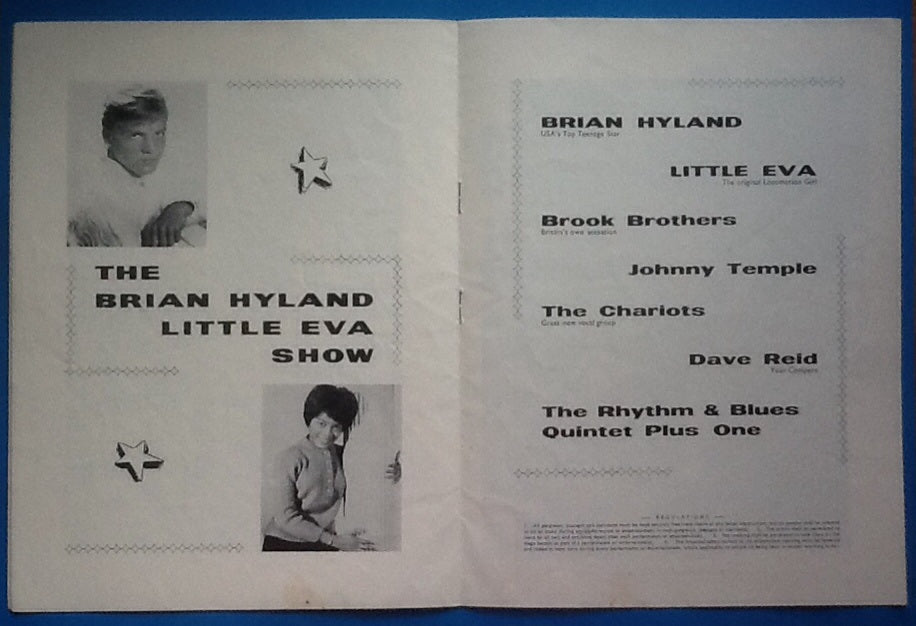 THE
BRIAN HYLAND
LITTLE EVA
SHOW
BRIAN HYLAND
USA's Top Teenage Star
LITTLE EVA
The original Locomotion Girl
Brook Brothers
Britain's own sensation
Johnny Temple
The Chariots
Great new vocal group
Dave Reid
Your Compere
The Rhythm & Blues
Quintet Plus One
— REGULATIONS —